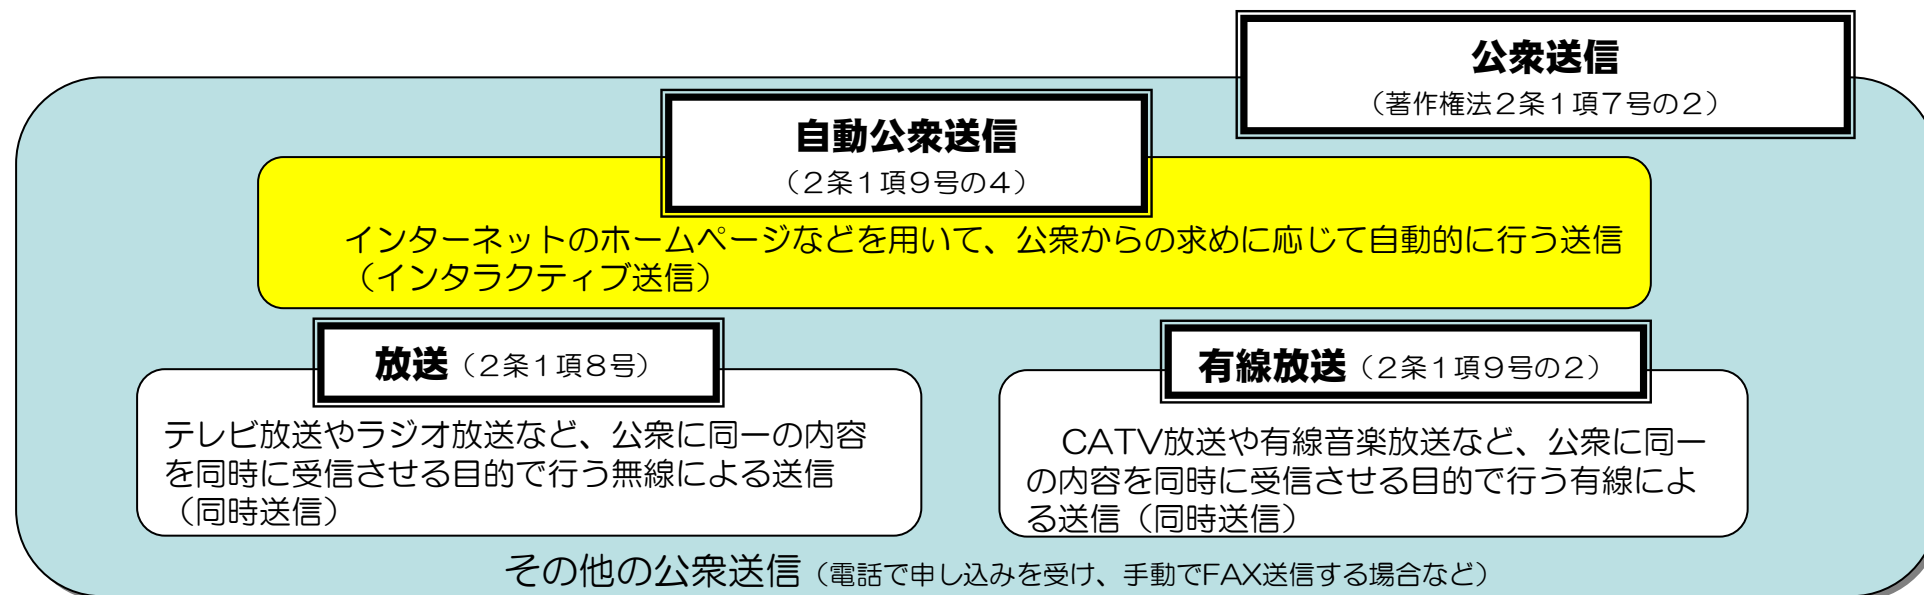 公衆送信
（著作権法２条１項７号の２）
自動公衆送信
（２条１項９号の４）
インターネットのホームページなどを用いて、公衆からの求めに応じて自動的に行う送信
（インタラクティブ送信）
放送（２条１項８号）
テレビ放送やラジオ放送など、公衆に同一の内容
を同時に受信させる目的で行う無線による送信
（同時送信）
有線放送（２条１項９号の２）
CATV放送や有線音楽放送など、公衆に同一
の内容を同時に受信させる目的で行う有線によ
る送信（同時送信）
その他の公衆送信（電話で申し込みを受け、手動でFAX送信する場合など）